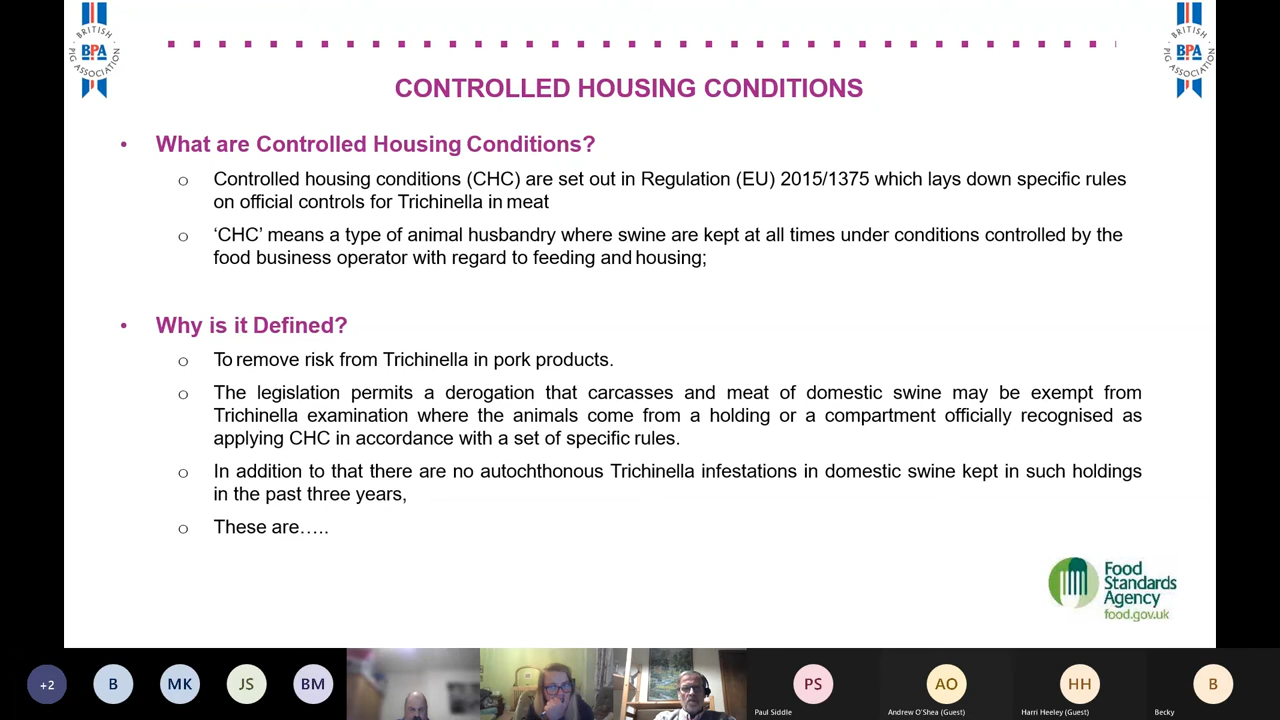 BRITISH
BPA
PIG ASSOCIATION
BRITISH
BPA
PIG ASSOCIATION
CONTROLLED HOUSING CONDITIONS
• What are Controlled Housing Conditions?
o Controlled housing conditions (CHC) are set out in Regulation (EU) 2015/1375 which lays down specific rules
on official controls for Trichinella in meat
o ‘CHC’ means a type of animal husbandry where swine are kept at all times under conditions controlled by the
food business operator with regard to feeding and housing;
• Why is it Defined?
o To remove risk from Trichinella in pork products.
o The legislation permits a derogation that carcasses and meat of domestic swine may be exempt from
Trichinella examination where the animals come from a holding or a compartment officially recognised as
applying CHC in accordance with a set of specific rules.
o In addition to that there are no autochthonous Trichinella infestations in domestic swine kept in such holdings
in the past three years,
o These are…..
Food
Standards
Agency
food.gov.uk
+2 B MK JS BM PS AO HH B
Paul Siddle Andrew O'Shea (Guest) Harri Heeley (Guest) Becky